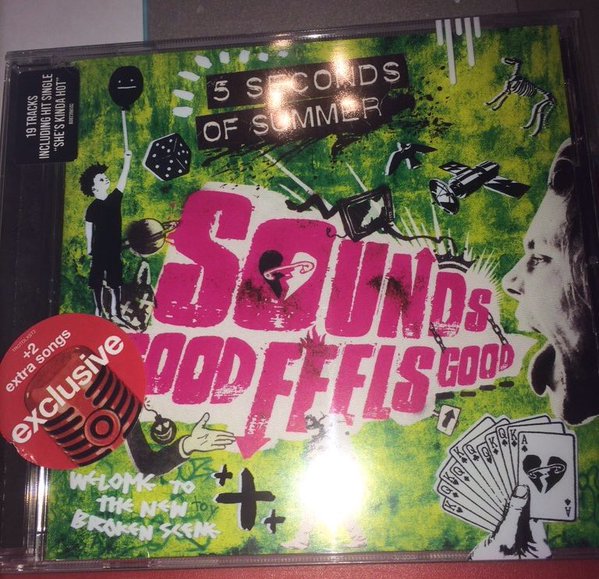 19 TRACKS
INCLUDING HIT SINGLE
"SHE'S KINDA HOT"
5 SECONDS
OF SUMMER
SOUNDS
GOOD FEELS GOOD
+2
extra songs
exclusive
WELOME TO
THE NEW
BROKEN SCENE
A
K
Q
K
Q
K
Q